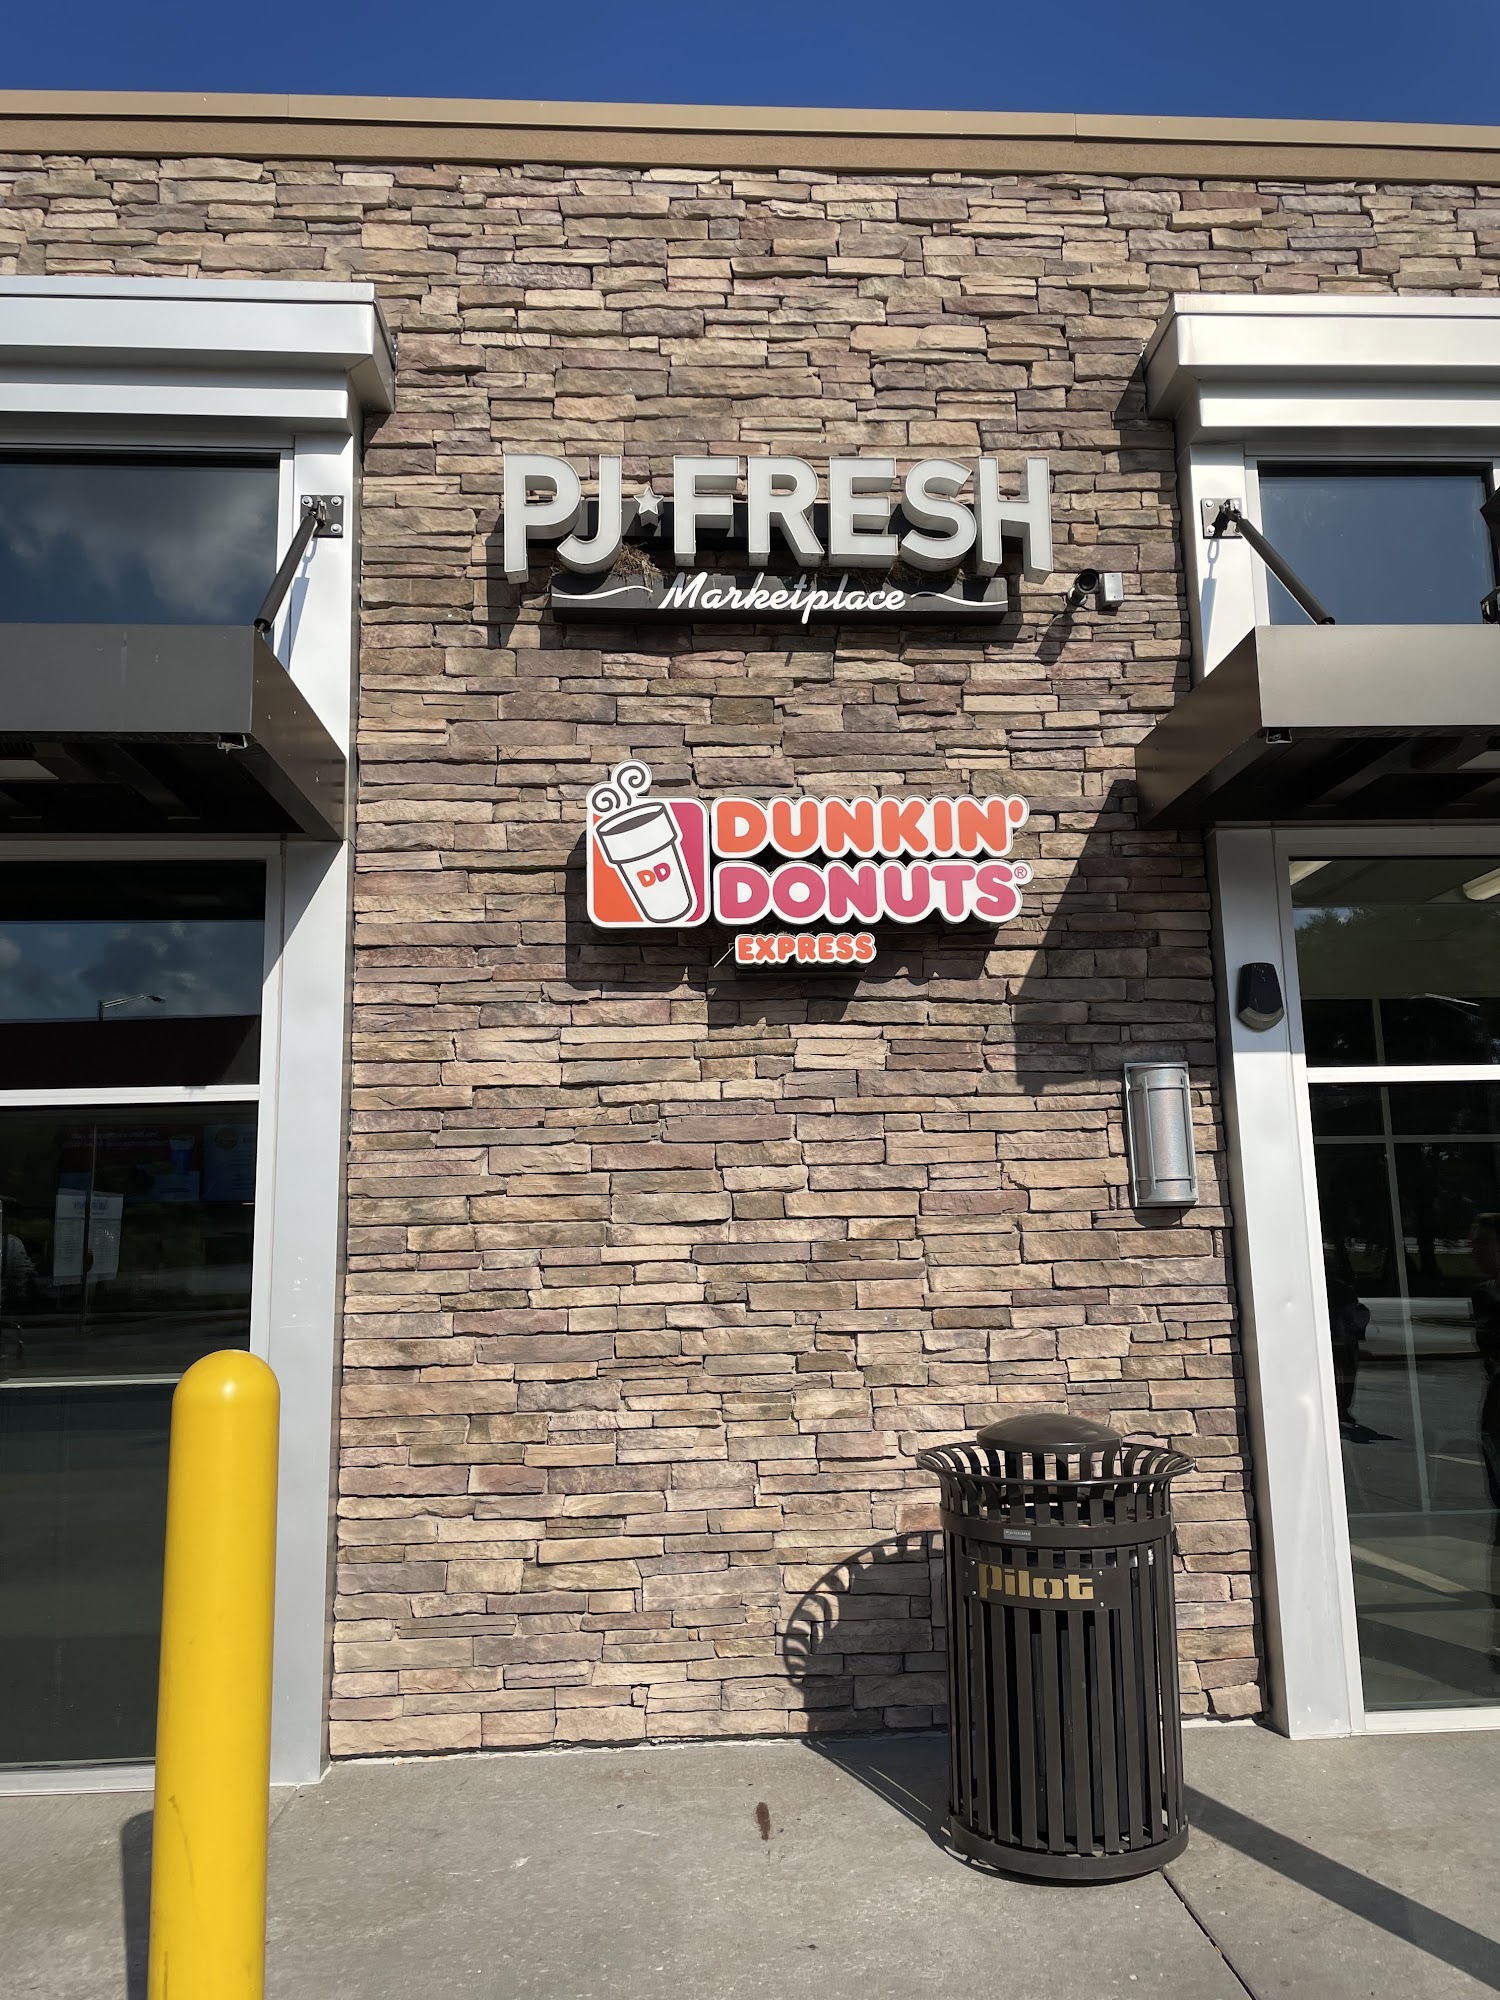 PJ★FRESH
Marketplace
DUNKIN'
DONUTS®
DD
EXPRESS
Pilot